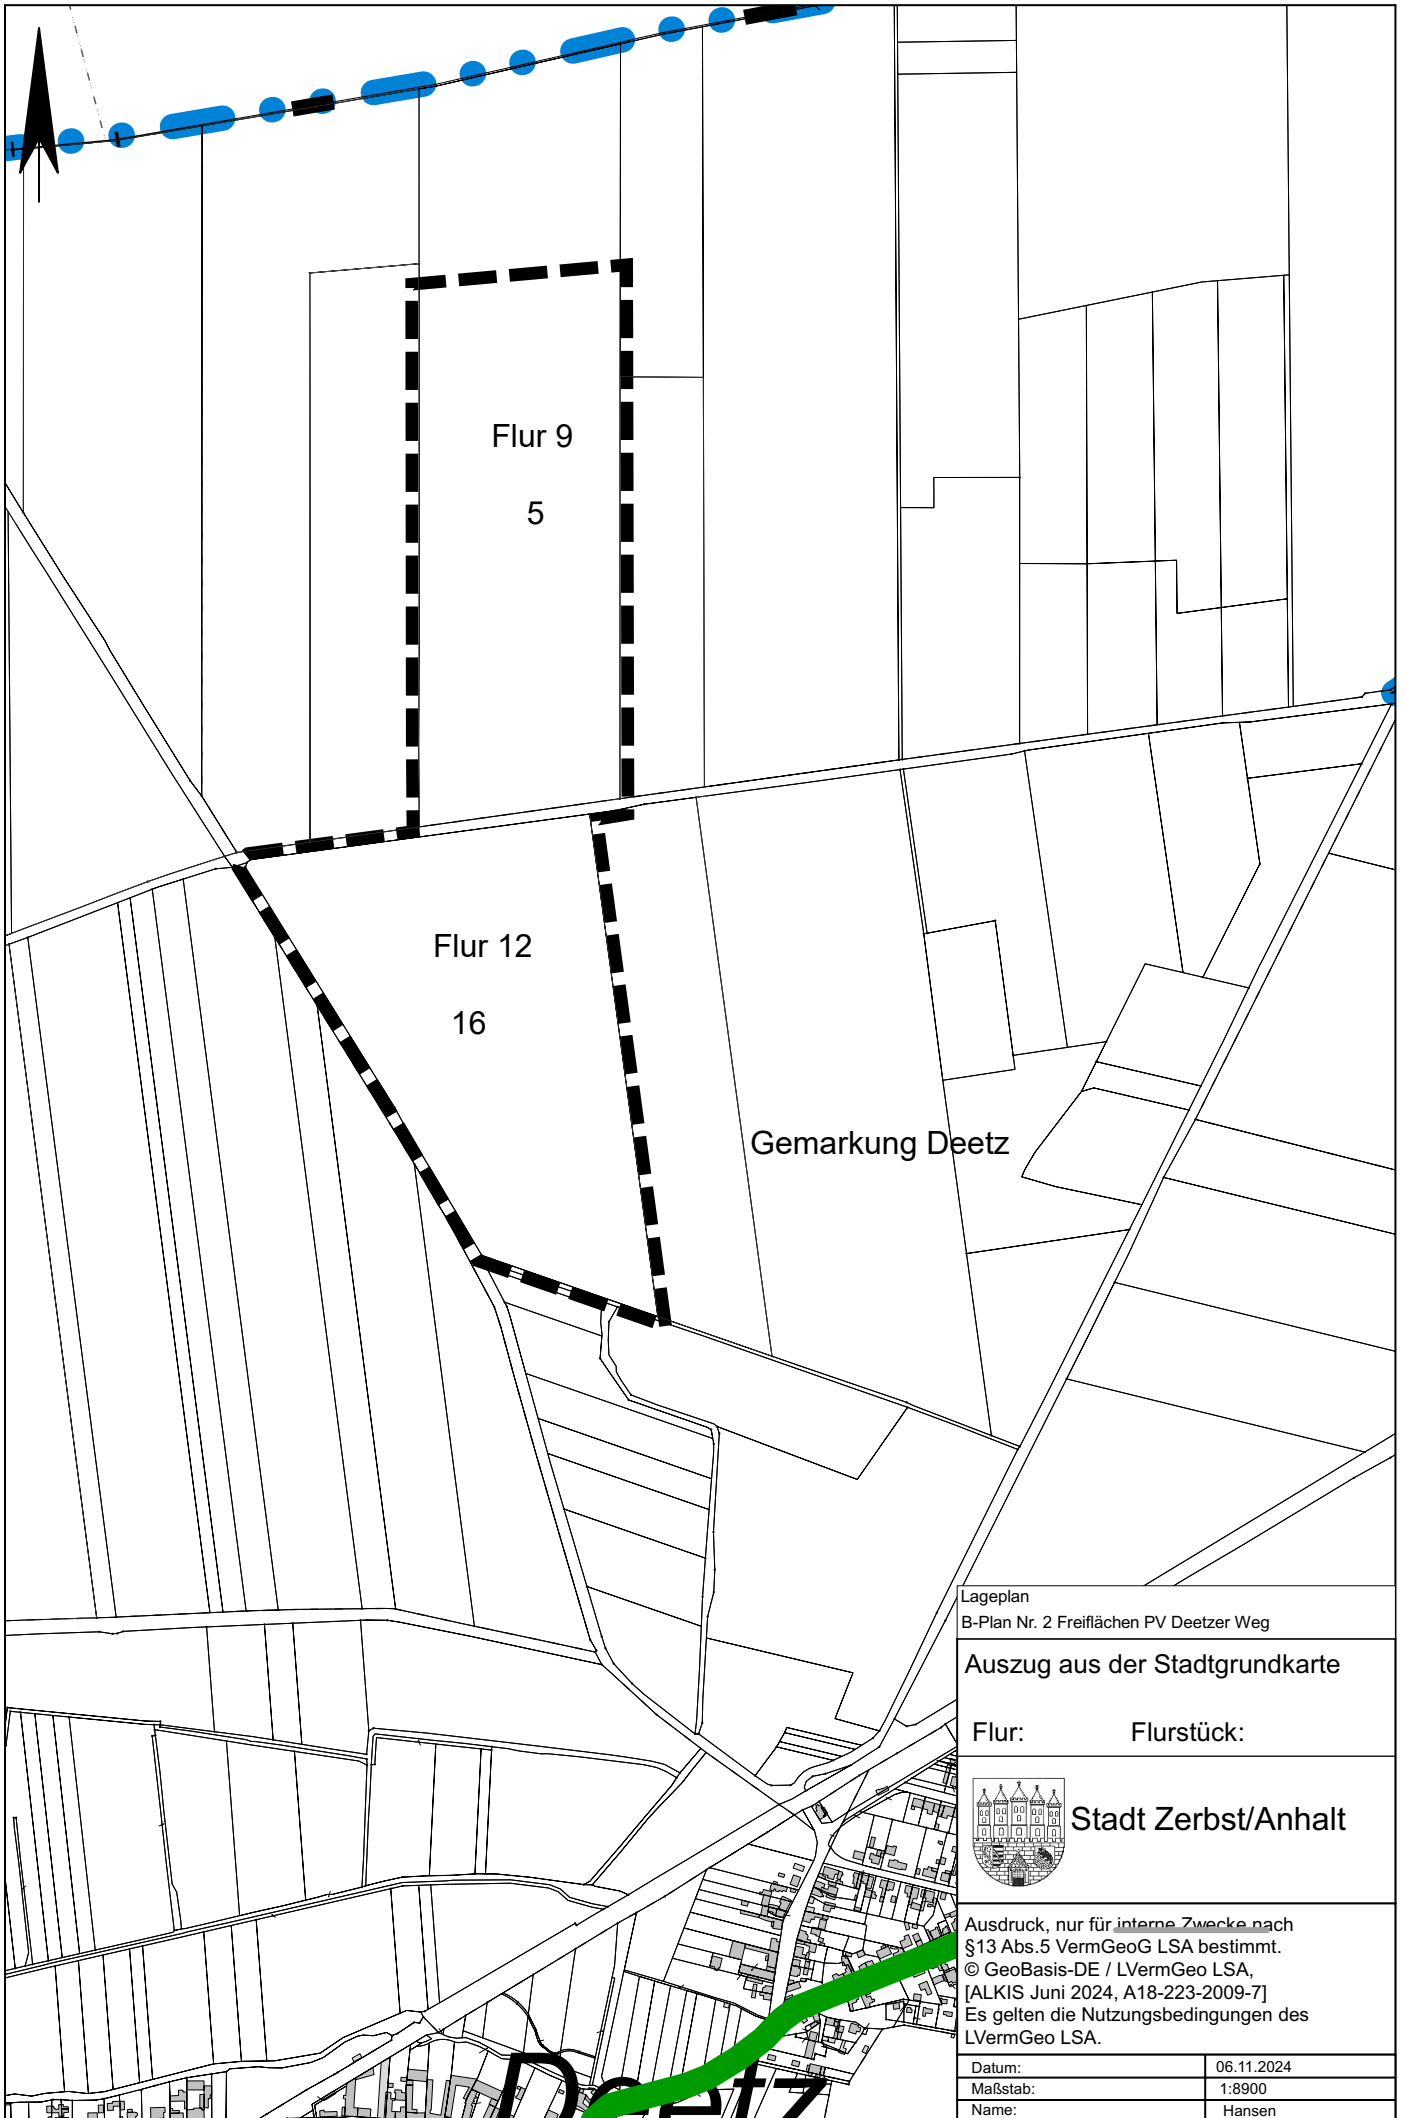 Flur 9
5
Flur 12
16
Gemarkung Deetz
Lageplan
B-Plan Nr. 2 Freiflächen PV Deetzer Weg
Auszug aus der Stadtgrundkarte
Flur: Flurstück:
Stadt Zerbst/Anhalt
Ausdruck, nur für interne Zwecke nach
§13 Abs.5 VermGeoG LSA bestimmt.
© GeoBasis-DE / LVermGeo LSA,
[ALKIS Juni 2024, A18-223-2009-7]
Es gelten die Nutzungsbedingungen des
LVermGeo LSA.
Datum: 06.11.2024
Maßstab: 1:8900
Name: Hansen
Deetz